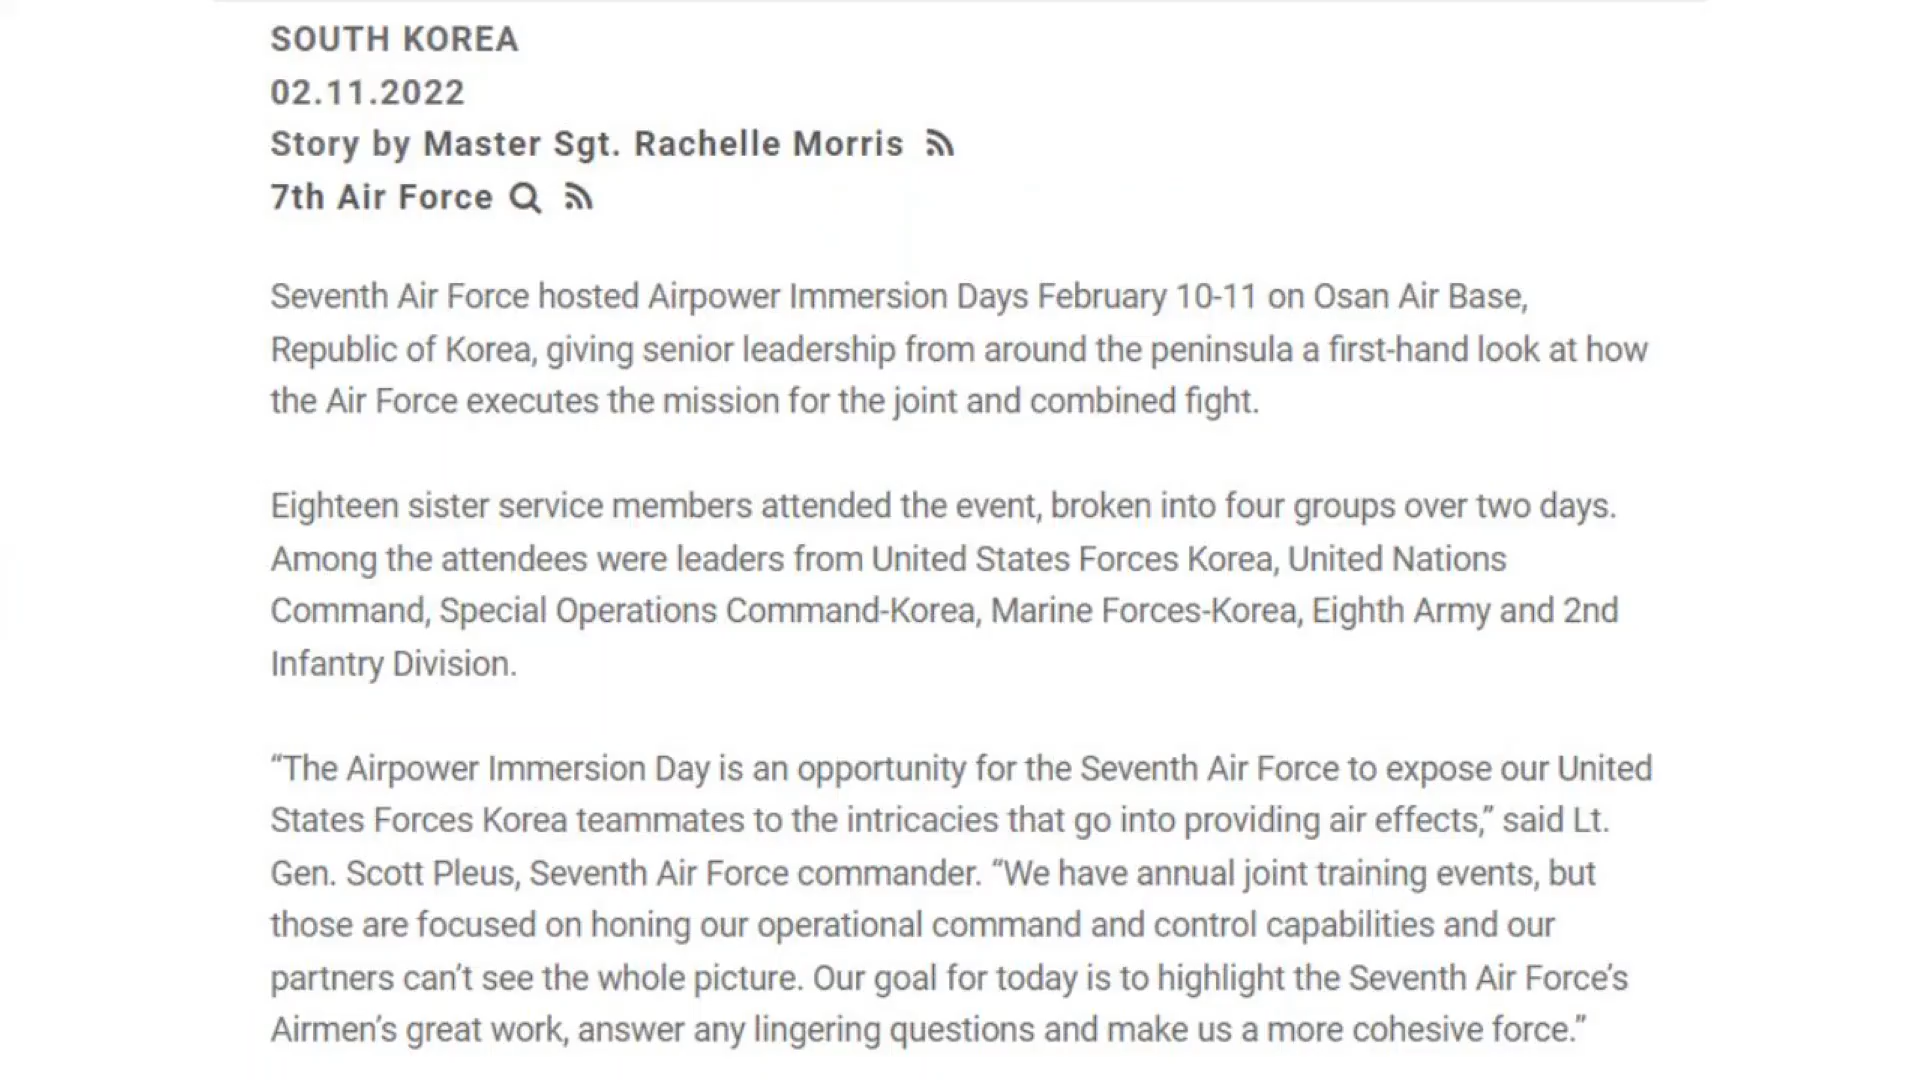 SOUTH KOREA
02.11.2022
Story by Master Sgt. Rachelle Morris
7th Air Force
Seventh Air Force hosted Airpower Immersion Days February 10-11 on Osan Air Base,
Republic of Korea, giving senior leadership from around the peninsula a first-hand look at how
the Air Force executes the mission for the joint and combined fight.
Eighteen sister service members attended the event, broken into four groups over two days.
Among the attendees were leaders from United States Forces Korea, United Nations
Command, Special Operations Command-Korea, Marine Forces-Korea, Eighth Army and 2nd
Infantry Division.
“The Airpower Immersion Day is an opportunity for the Seventh Air Force to expose our United
States Forces Korea teammates to the intricacies that go into providing air effects,” said Lt.
Gen. Scott Pleus, Seventh Air Force commander. “We have annual joint training events, but
those are focused on honing our operational command and control capabilities and our
partners can’t see the whole picture. Our goal for today is to highlight the Seventh Air Force’s
Airmen’s great work, answer any lingering questions and make us a more cohesive force.”